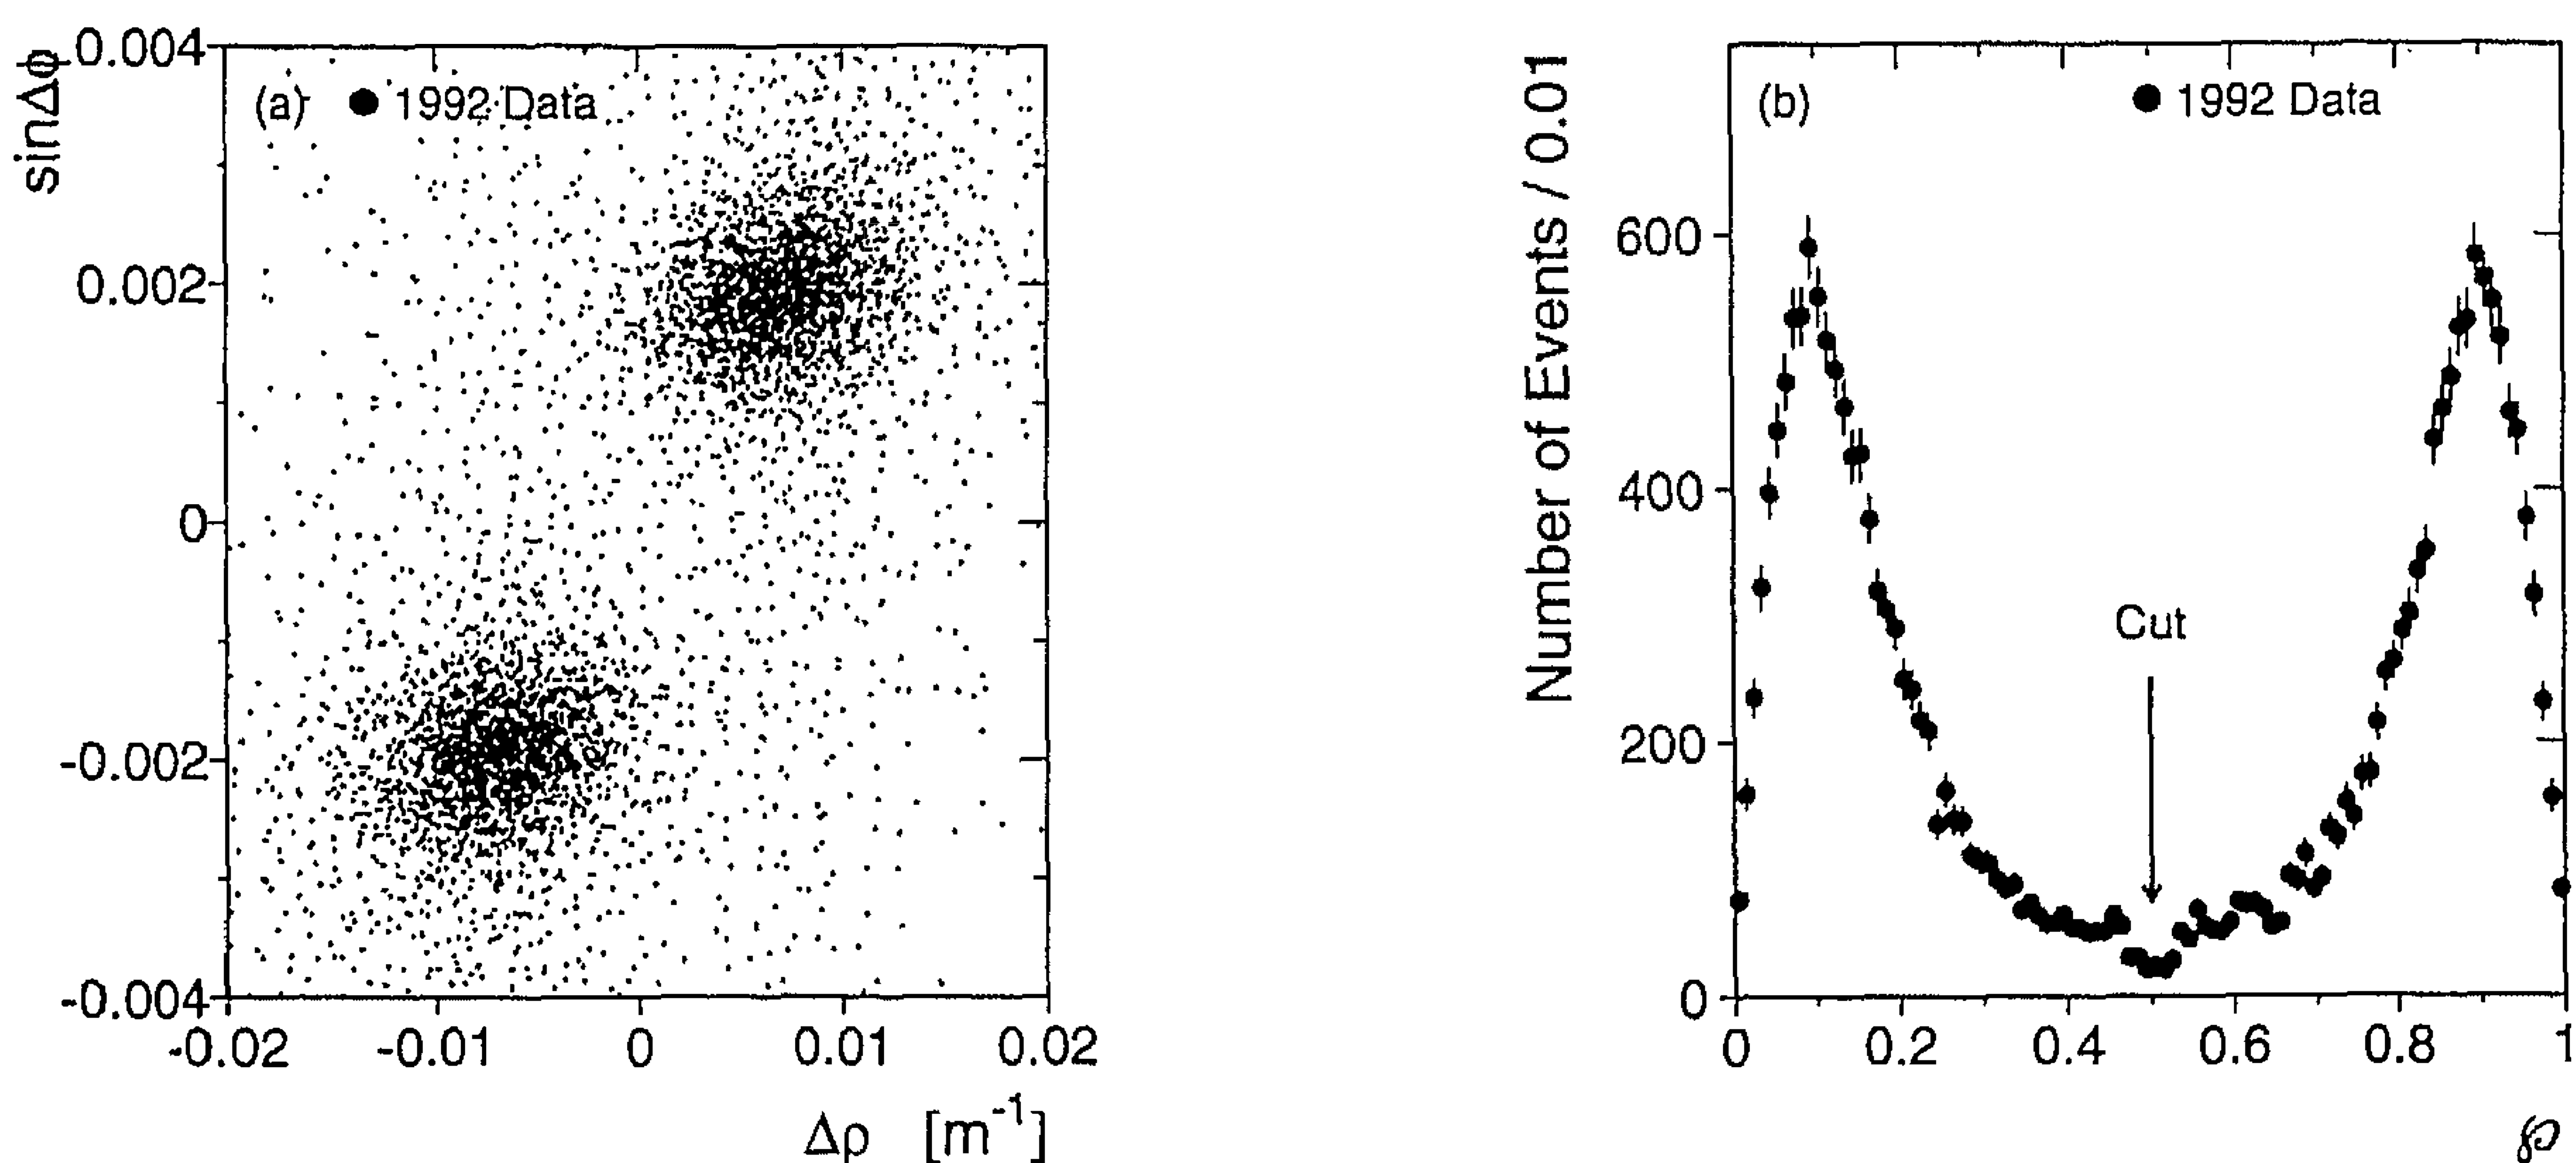 sinΔϕ
0.004
0.002
0
-0.002
-0.004
(a) ● 1992 Data
-0.02 -0.01 0 0.01 0.02
Δρ [m⁻¹]
Number of Events / 0.01
600
400
200
0
(b) ● 1992 Data
Cut
0 0.2 0.4 0.6 0.8 1
℘